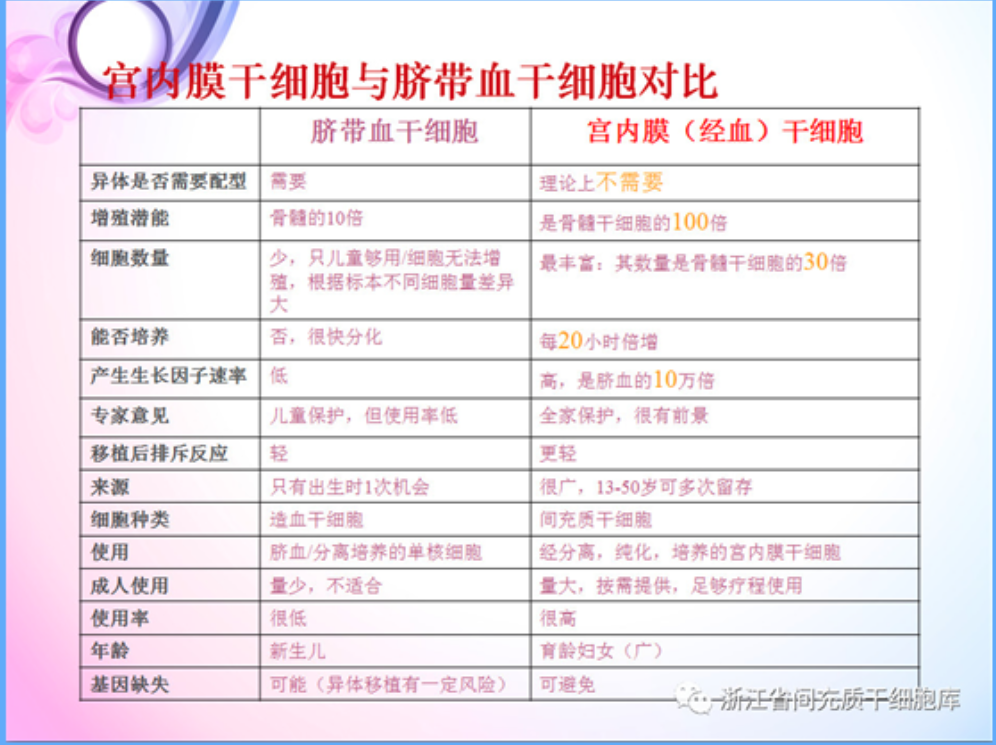 宫内膜干细胞与脐带血干细胞对比
脐带血干细胞 宫内膜（经血）干细胞
异体是否需要配型 需要 理论上不需要
增殖潜能 骨髓的10倍 是骨髓干细胞的100倍
细胞数量 少，只儿童够用/细胞无法增 最丰富：其数量是骨髓干细胞的30倍
殖，根据标本不同细胞量差异
大
能否培养 否，很快分化 每20小时倍增
产生生长因子速率 低 高，是脐血的10万倍
专家意见 儿童保护，但使用率低 全家保护，很有前景
移植后排斥反应 轻 更轻
来源 只有出生时1次机会 很广，13-50岁可多次留存
细胞种类 造血干细胞 间充质干细胞
使用 脐血/分离培养的单核细胞 经分离，纯化，培养的宫内膜干细胞
成人使用 量少，不适合 量大，按需提供，足够疗程使用
使用率 很低 很高
年龄 新生儿 育龄妇女（广）
基因缺失 可能（异体移植有一定风险） 可避免
浙江省间充质干细胞库